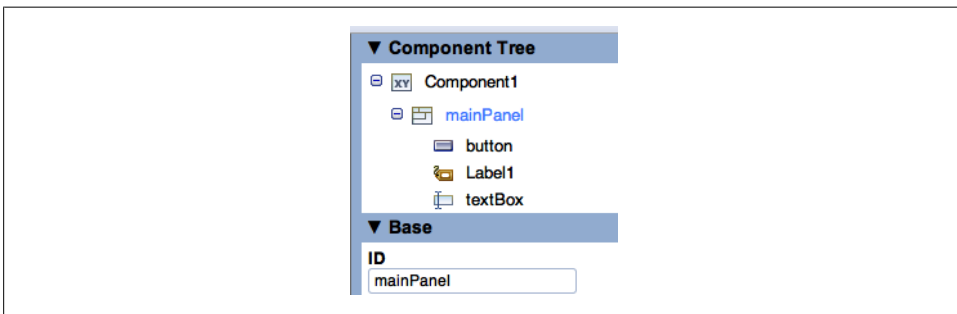 ▼ Component Tree
XY Component1
mainPanel
button
Label1
textBox
▼ Base
ID
mainPanel